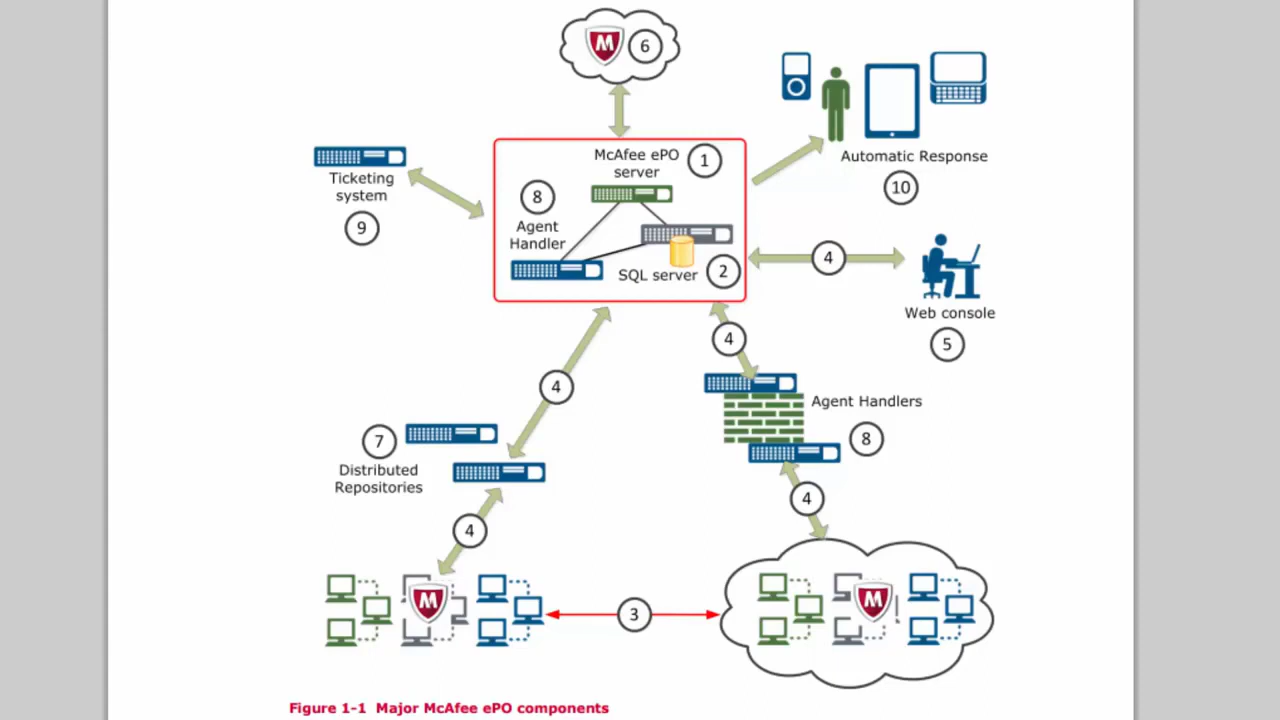 M 6
McAfee ePO
server
1
Automatic Response
10
Ticketing
system
9
8
Agent
Handler
SQL server
2
4
Web console
5
4
4
Agent Handlers
8
7
Distributed
Repositories
4
4
M
3
M
Figure 1-1 Major McAfee ePO components